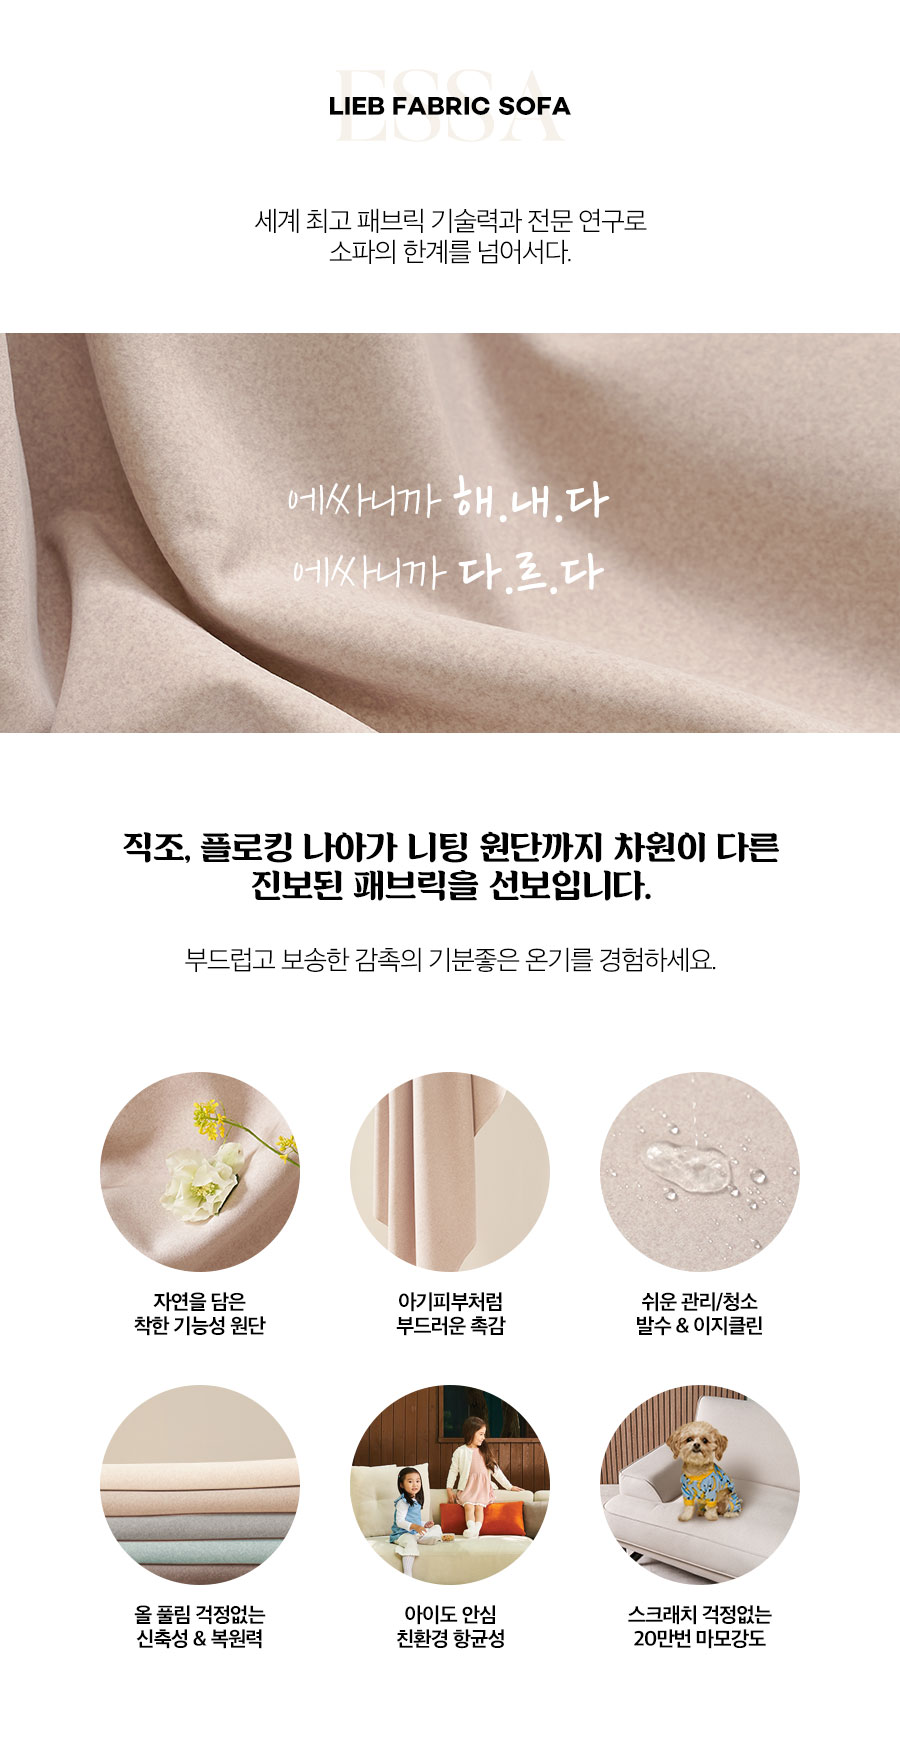 ESSA
LIEB FABRIC SOFA
세계 최고 패브릭 기술력과 전문 연구로
소파의 한계를 넘어서다.
에싸니까 해.내.다
에싸니까 다.르.다
직조, 플로킹 나아가 니팅 원단까지 차원이 다른
진보된 패브릭을 선보입니다.
부드럽고 보송한 감촉의 기분좋은 온기를 경험하세요.
자연을 담은
착한 기능성 원단
아기피부처럼
부드러운 촉감
쉬운 관리/청소
발수 & 이지클린
올 풀림 걱정없는
신축성 & 복원력
아이도 안심
친환경 항균성
스크래치 걱정없는
20만번 마모강도